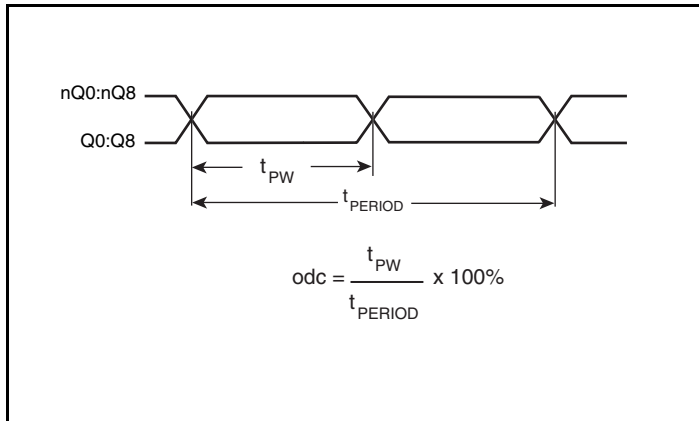 nQ0:nQ8
Q0:Q8
tPW
tPERIOD
odc = tPW / tPERIOD x 100%